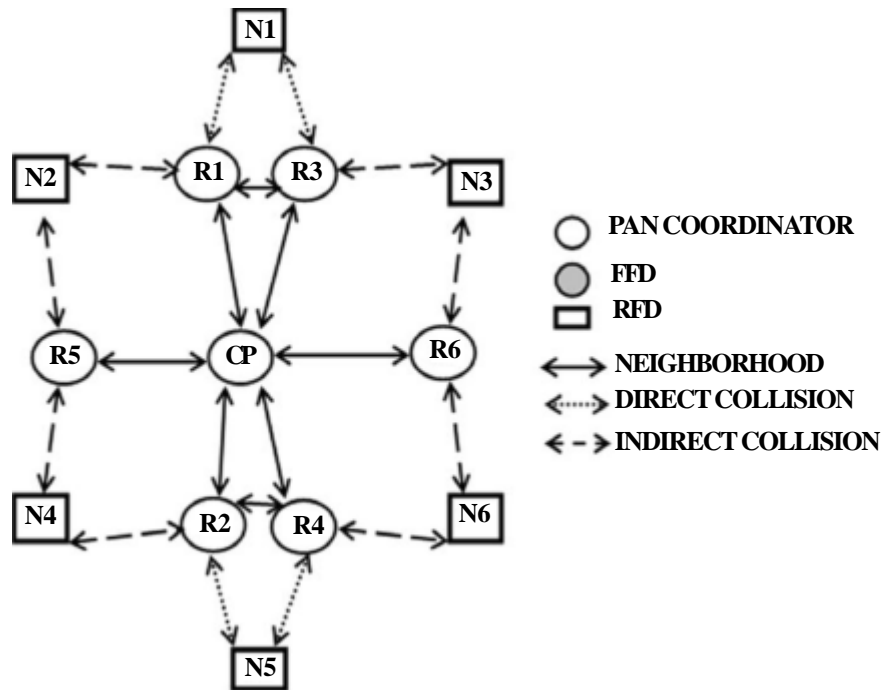 N1
R1
R3
N2
N3
R5
CP
R6
N4
R2
R4
N6
N5
PAN COORDINATOR
FFD
RFD
NEIGHBORHOOD
DIRECT COLLISION
INDIRECT COLLISION